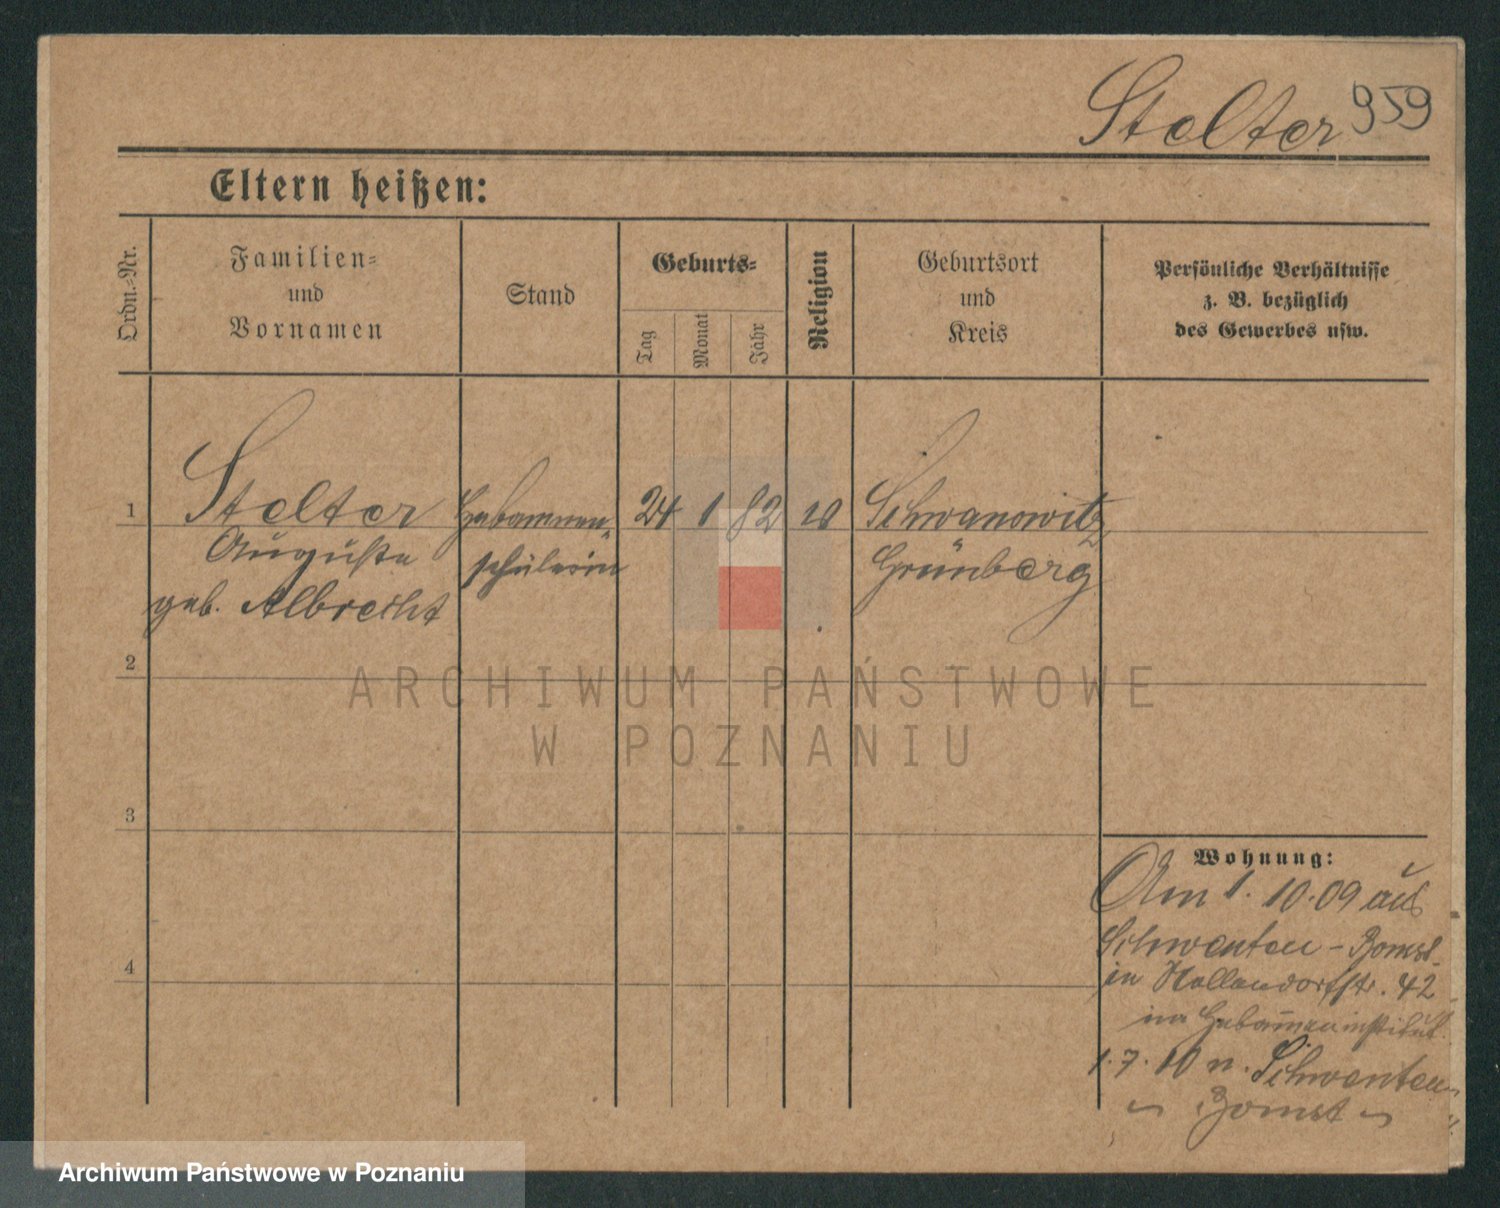 Stelter 959
Eltern heißen:
Ordn.-Nr.
Familien-
und
Vornamen
Stand
Geburts-
Tag
Monat
Jahr
Religion
Geburtsort
und
Kreis
Persönliche Verhältnisse
z. B. bezüglich
des Gewerbes usw.
1
Stelter
Auguste
geb. Albrecht
Hebammen-
schülerin
24 1 82
Schwanowitz
Grünberg
2
ARCHIWUM PAŃSTWOWE
W POZNANIU
3
4
Wohnung:
Am 1. 10. 09 aus
Schwenten - Bomst
in 42
im Hebammeninstitut
1. 7. 10 n. Schwenten
Bomst
Archiwum Państwowe w Poznaniu